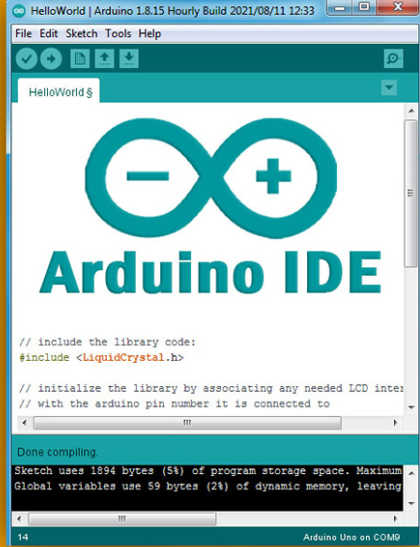 HelloWorld | Arduino 1.8.15 Hourly Build 2021/08/11 12:33
File Edit Sketch Tools Help
HelloWorld §
Arduino IDE
// include the library code:
#include <LiquidCrystal.h>
// initialize the library by associating any needed LCD inter
// with the arduino pin number it is connected to
Done compiling.
Sketch uses 1894 bytes (5%) of program storage space. Maximum
Global variables use 59 bytes (2%) of dynamic memory, leaving
14 Arduino Uno on COM9